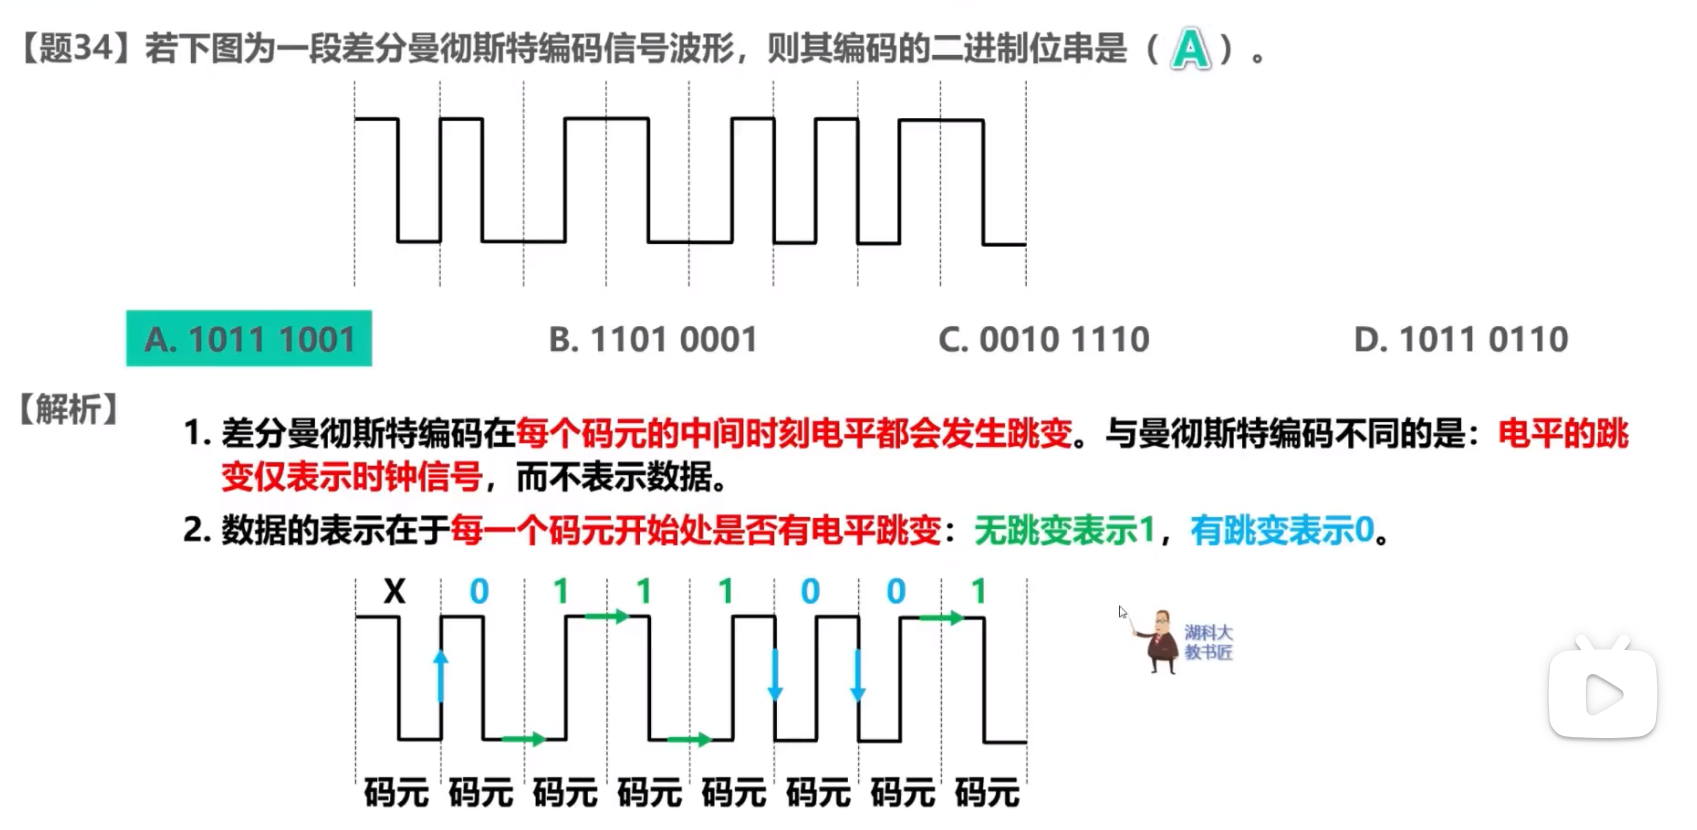 【题34】若下图为一段差分曼彻斯特编码信号波形，则其编码的二进制位串是（ A ）。
A. 1011 1001 B. 1101 0001 C. 0010 1110 D. 1011 0110
【解析】
1. 差分曼彻斯特编码在每个码元的中间时刻电平都会发生跳变。与曼彻斯特编码不同的是：电平的跳
变仅表示时钟信号，而不表示数据。
2. 数据的表示在于每一个码元开始处是否有电平跳变：无跳变表示1，有跳变表示0。
X 0 1 1 1 0 0 1
湖科大
教书匠
码元 码元 码元 码元 码元 码元 码元 码元